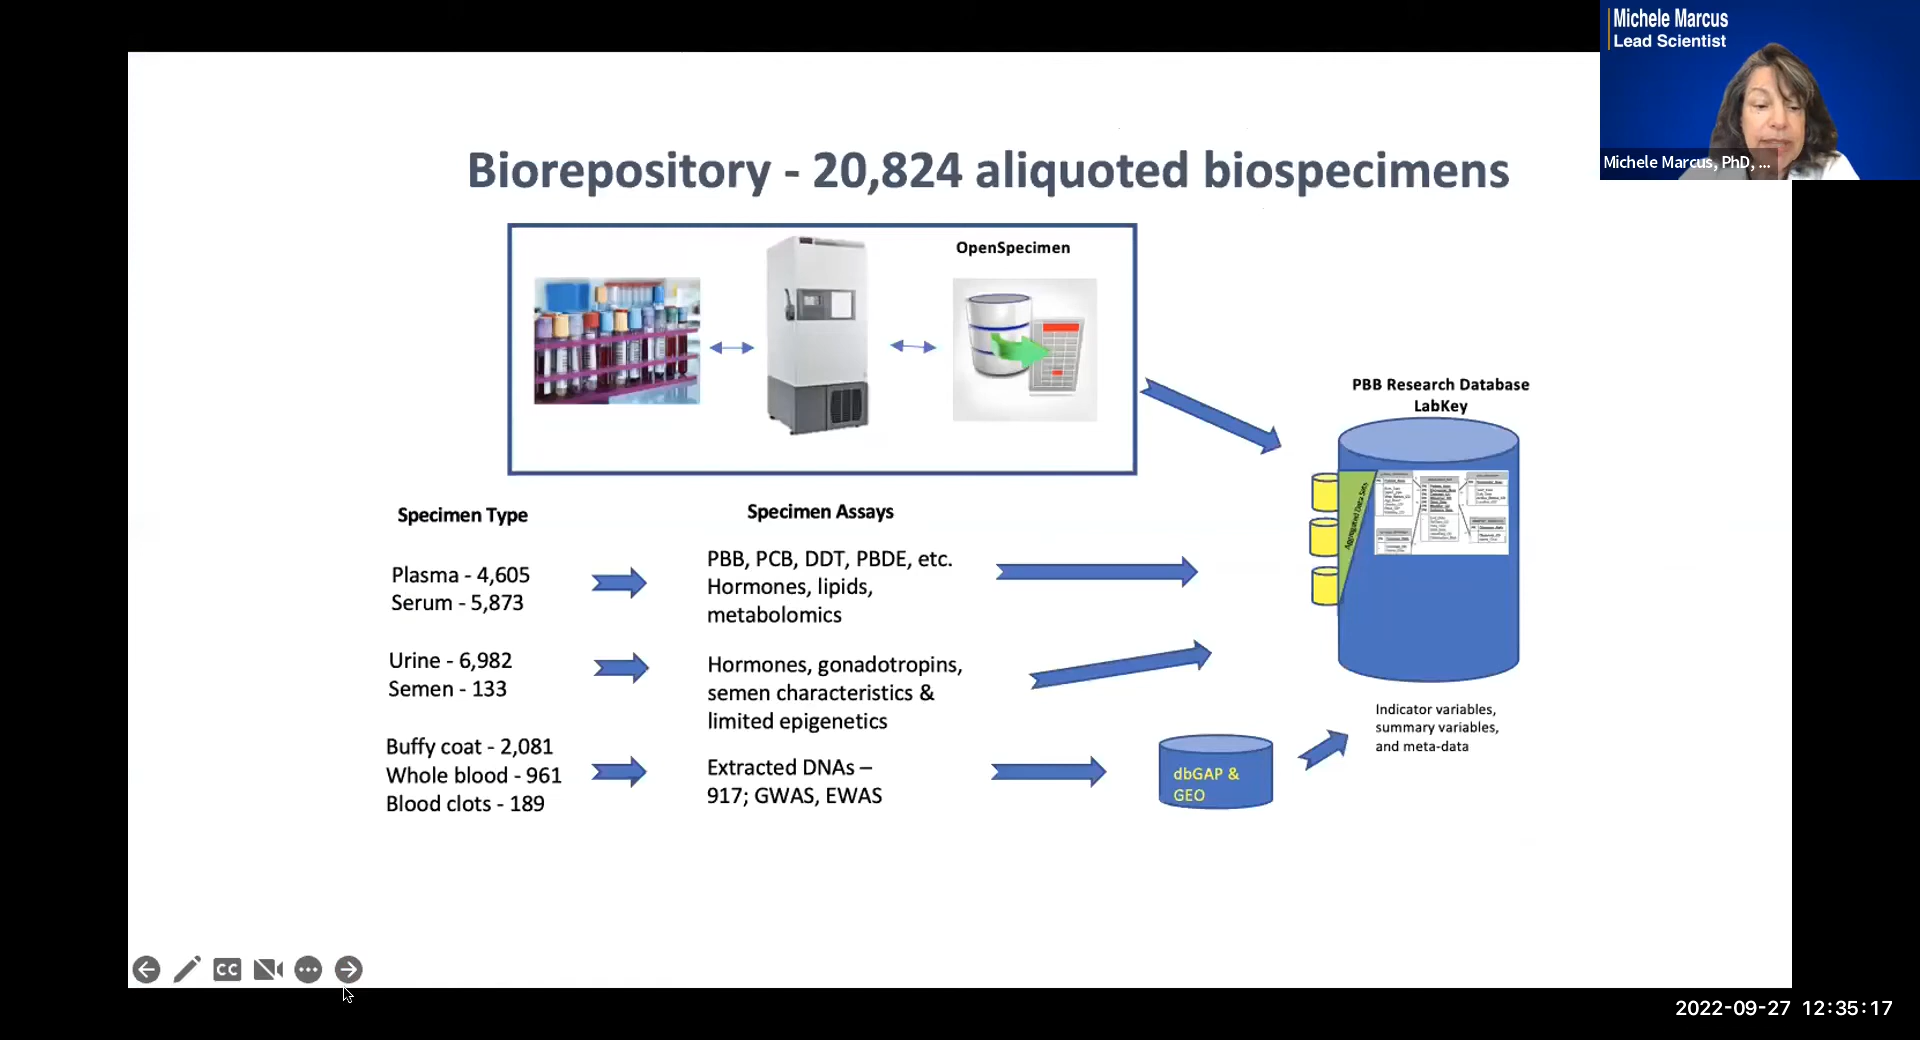 Michele Marcus
Lead Scientist
Michele Marcus, PhD, ...
Biorepository - 20,824 aliquoted biospecimens
OpenSpecimen
PBB Research Database
LabKey
Aggregated Data Sets
Specimen Type
Specimen Assays
Plasma - 4,605
Serum - 5,873
PBB, PCB, DDT, PBDE, etc.
Hormones, lipids,
metabolomics
Urine - 6,982
Semen - 133
Hormones, gonadotropins,
semen characteristics &
limited epigenetics
Buffy coat - 2,081
Whole blood - 961
Blood clots - 189
Extracted DNAs –
917; GWAS, EWAS
dbGAP &
GEO
Indicator variables,
summary variables,
and meta-data
CC
2022-09-27 12:35:17